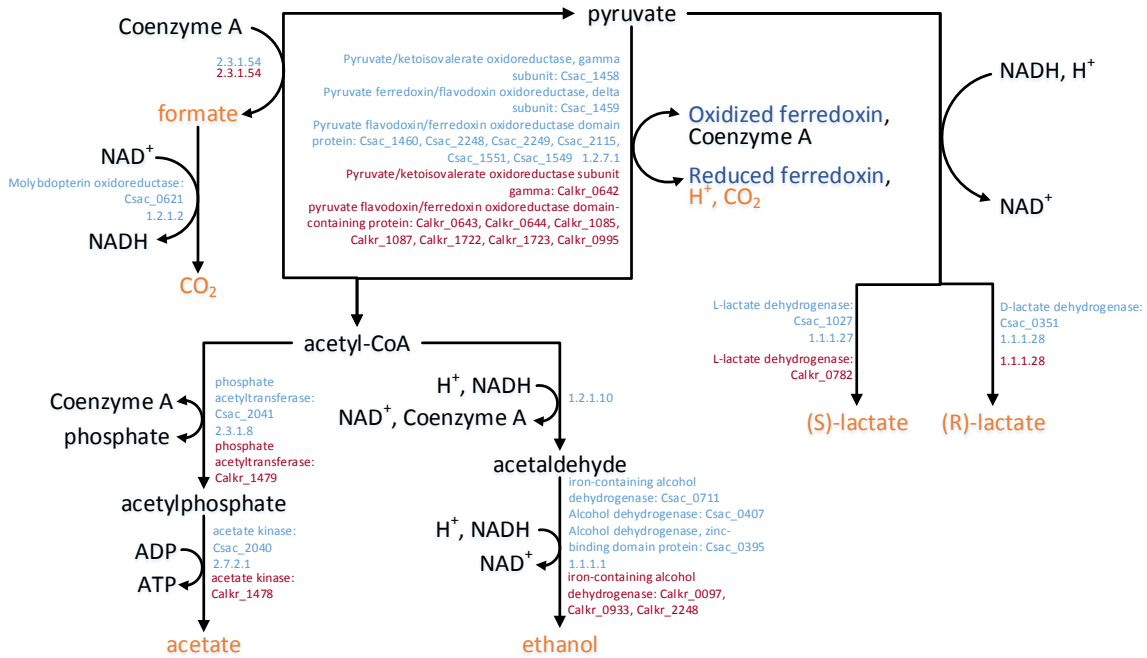 pyruvate
Coenzyme A
2.3.1.54
2.3.1.54
formate
NAD⁺
Molybdopterin oxidoreductase:
Csac_0621
1.2.1.2
NADH
CO₂
Pyruvate/ketoisovalerate oxidoreductase, gamma
subunit: Csac_1458
Pyruvate ferredoxin/flavodoxin oxidoreductase, delta
subunit: Csac_1459
Pyruvate flavodoxin/ferredoxin oxidoreductase domain
protein: Csac_1460, Csac_2248, Csac_2249, Csac_2115,
Csac_1551, Csac_1549 1.2.7.1
Pyruvate/ketoisovalerate oxidoreductase subunit
gamma: Calkr_0642
pyruvate flavodoxin/ferredoxin oxidoreductase domain-
containing protein: Calkr_0643, Calkr_0644, Calkr_1085,
Calkr_1087, Calkr_1722, Calkr_1723, Calkr_0995
Oxidized ferredoxin,
Coenzyme A
Reduced ferredoxin,
H⁺, CO₂
NADH, H⁺
NAD⁺
L-lactate dehydrogenase:
Csac_1027
1.1.1.27
L-lactate dehydrogenase:
Calkr_0782
D-lactate dehydrogenase:
Csac_0351
1.1.1.28
1.1.1.28
(S)-lactate
(R)-lactate
acetyl-CoA
Coenzyme A
phosphate
phosphate
acetyltransferase:
Csac_2041
2.3.1.8
phosphate
acetyltransferase:
Calkr_1479
acetylphosphate
ADP
ATP
acetate kinase:
Csac_2040
2.7.2.1
acetate kinase:
Calkr_1478
acetate
H⁺, NADH
NAD⁺, Coenzyme A
1.2.1.10
acetaldehyde
H⁺, NADH
NAD⁺
iron-containing alcohol
dehydrogenase: Csac_0711
Alcohol dehydrogenase: Csac_0407
Alcohol dehydrogenase, zinc-
binding domain protein: Csac_0395
1.1.1.1
iron-containing alcohol
dehydrogenase: Calkr_0097,
Calkr_0933, Calkr_2248
ethanol